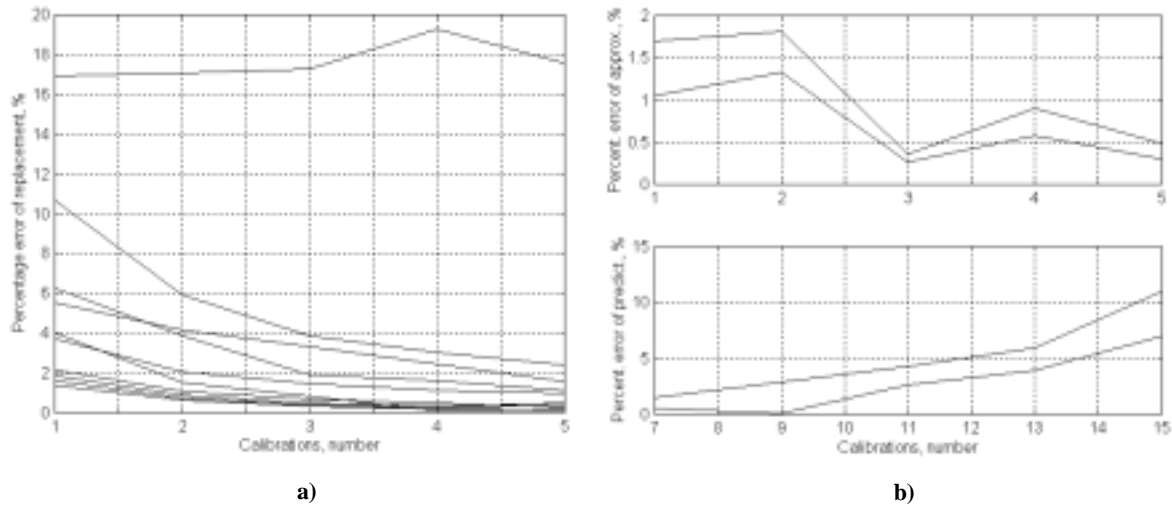 Percentage error of replacement, %
20
18
16
14
12
10
8
6
4
2
0
1 2 3 4 5
Calibrations, number
a)
Percent. error of approx., %
2
1.5
1
0.5
0
1 2 3 4 5
Percent. error of predict., %
15
10
5
0
7 8 9 10 11 12 13 14 15
Calibrations, number
b)